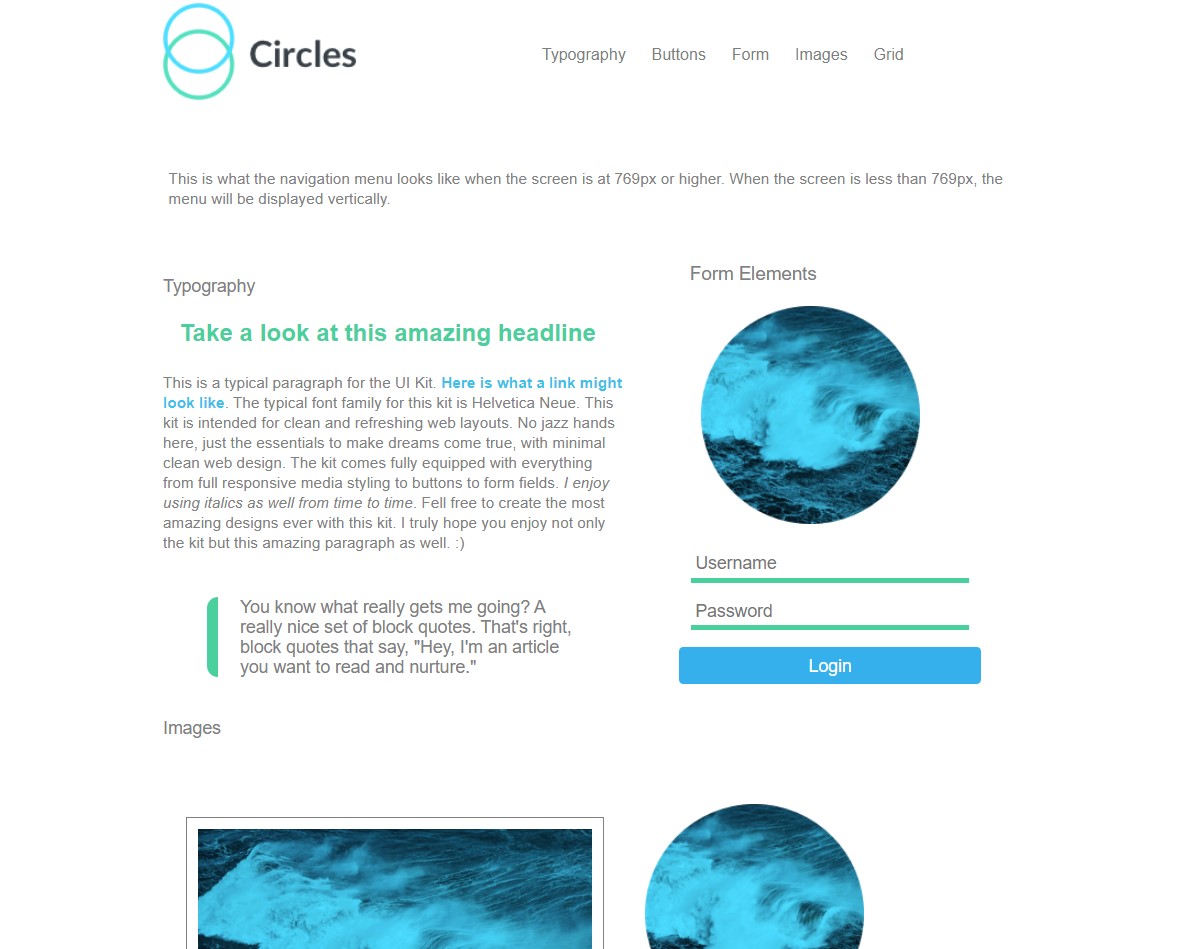 Circles
Typography Buttons Form Images Grid
This is what the navigation menu looks like when the screen is at 769px or higher. When the screen is less than 769px, the
menu will be displayed vertically.
Typography
Take a look at this amazing headline
This is a typical paragraph for the UI Kit. Here is what a link might
look like. The typical font family for this kit is Helvetica Neue. This
kit is intended for clean and refreshing web layouts. No jazz hands
here, just the essentials to make dreams come true, with minimal
clean web design. The kit comes fully equipped with everything
from full responsive media styling to buttons to form fields. I enjoy
using italics as well from time to time. Fell free to create the most
amazing designs ever with this kit. I truly hope you enjoy not only
the kit but this amazing paragraph as well. :)
You know what really gets me going? A
really nice set of block quotes. That's right,
block quotes that say, "Hey, I'm an article
you want to read and nurture."
Form Elements
Username
Password
Login
Images